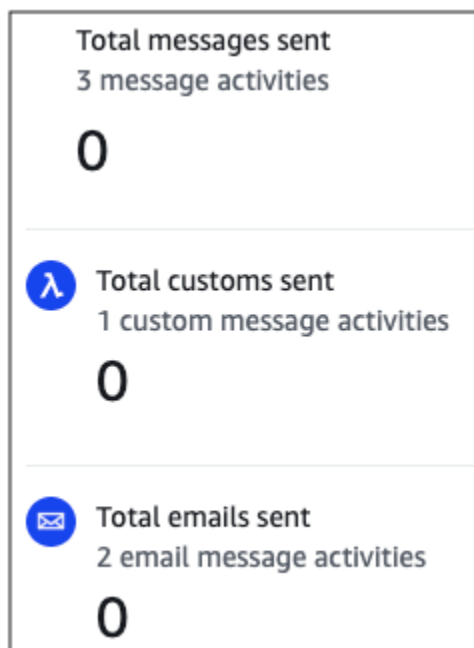 Total messages sent
3 message activities
0
λ
Total customs sent
1 custom message activities
0
Total emails sent
2 email message activities
0